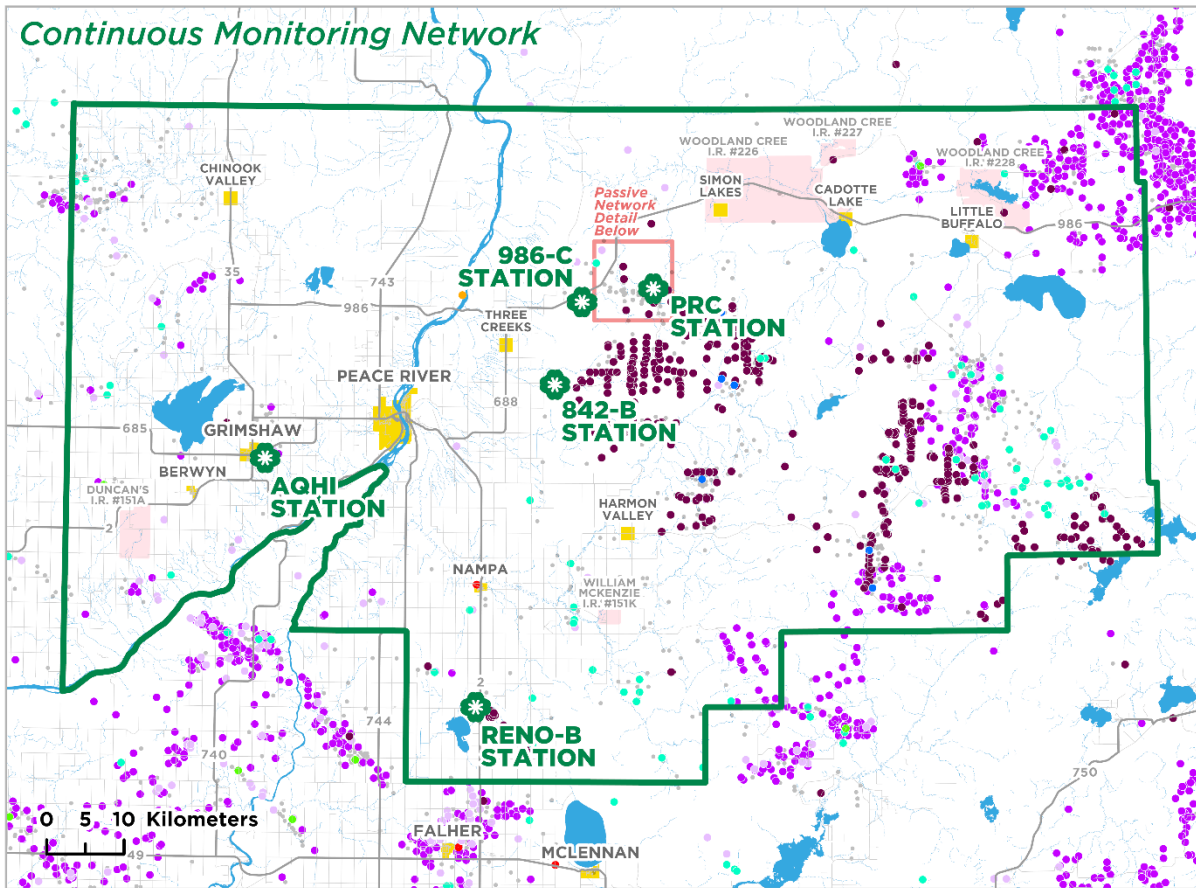 Continuous Monitoring Network
WOODLAND CREE
I.R. #227
WOODLAND CREE
I.R. #226
WOODLAND CREE
I.R. #228
CHINOOK
VALLEY
SIMON
LAKES
CADOTTE
LAKE
LITTLE
BUFFALO
986
Passive
Network
Detail
Below
986-C
STATION
PRC
STATION
35
743
986
THREE
CREEKS
PEACE RIVER
688
842-B
STATION
685
GRIMSHAW
BERWYN
AQHI
STATION
DUNCAN'S
I.R. #151A
2
HARMON
VALLEY
NAMPA
WILLIAM
MCKENZIE
I.R. #151K
2
744
RENO-B
STATION
740
750
0 5 10 Kilometers
FALHER
49
MCLENNAN